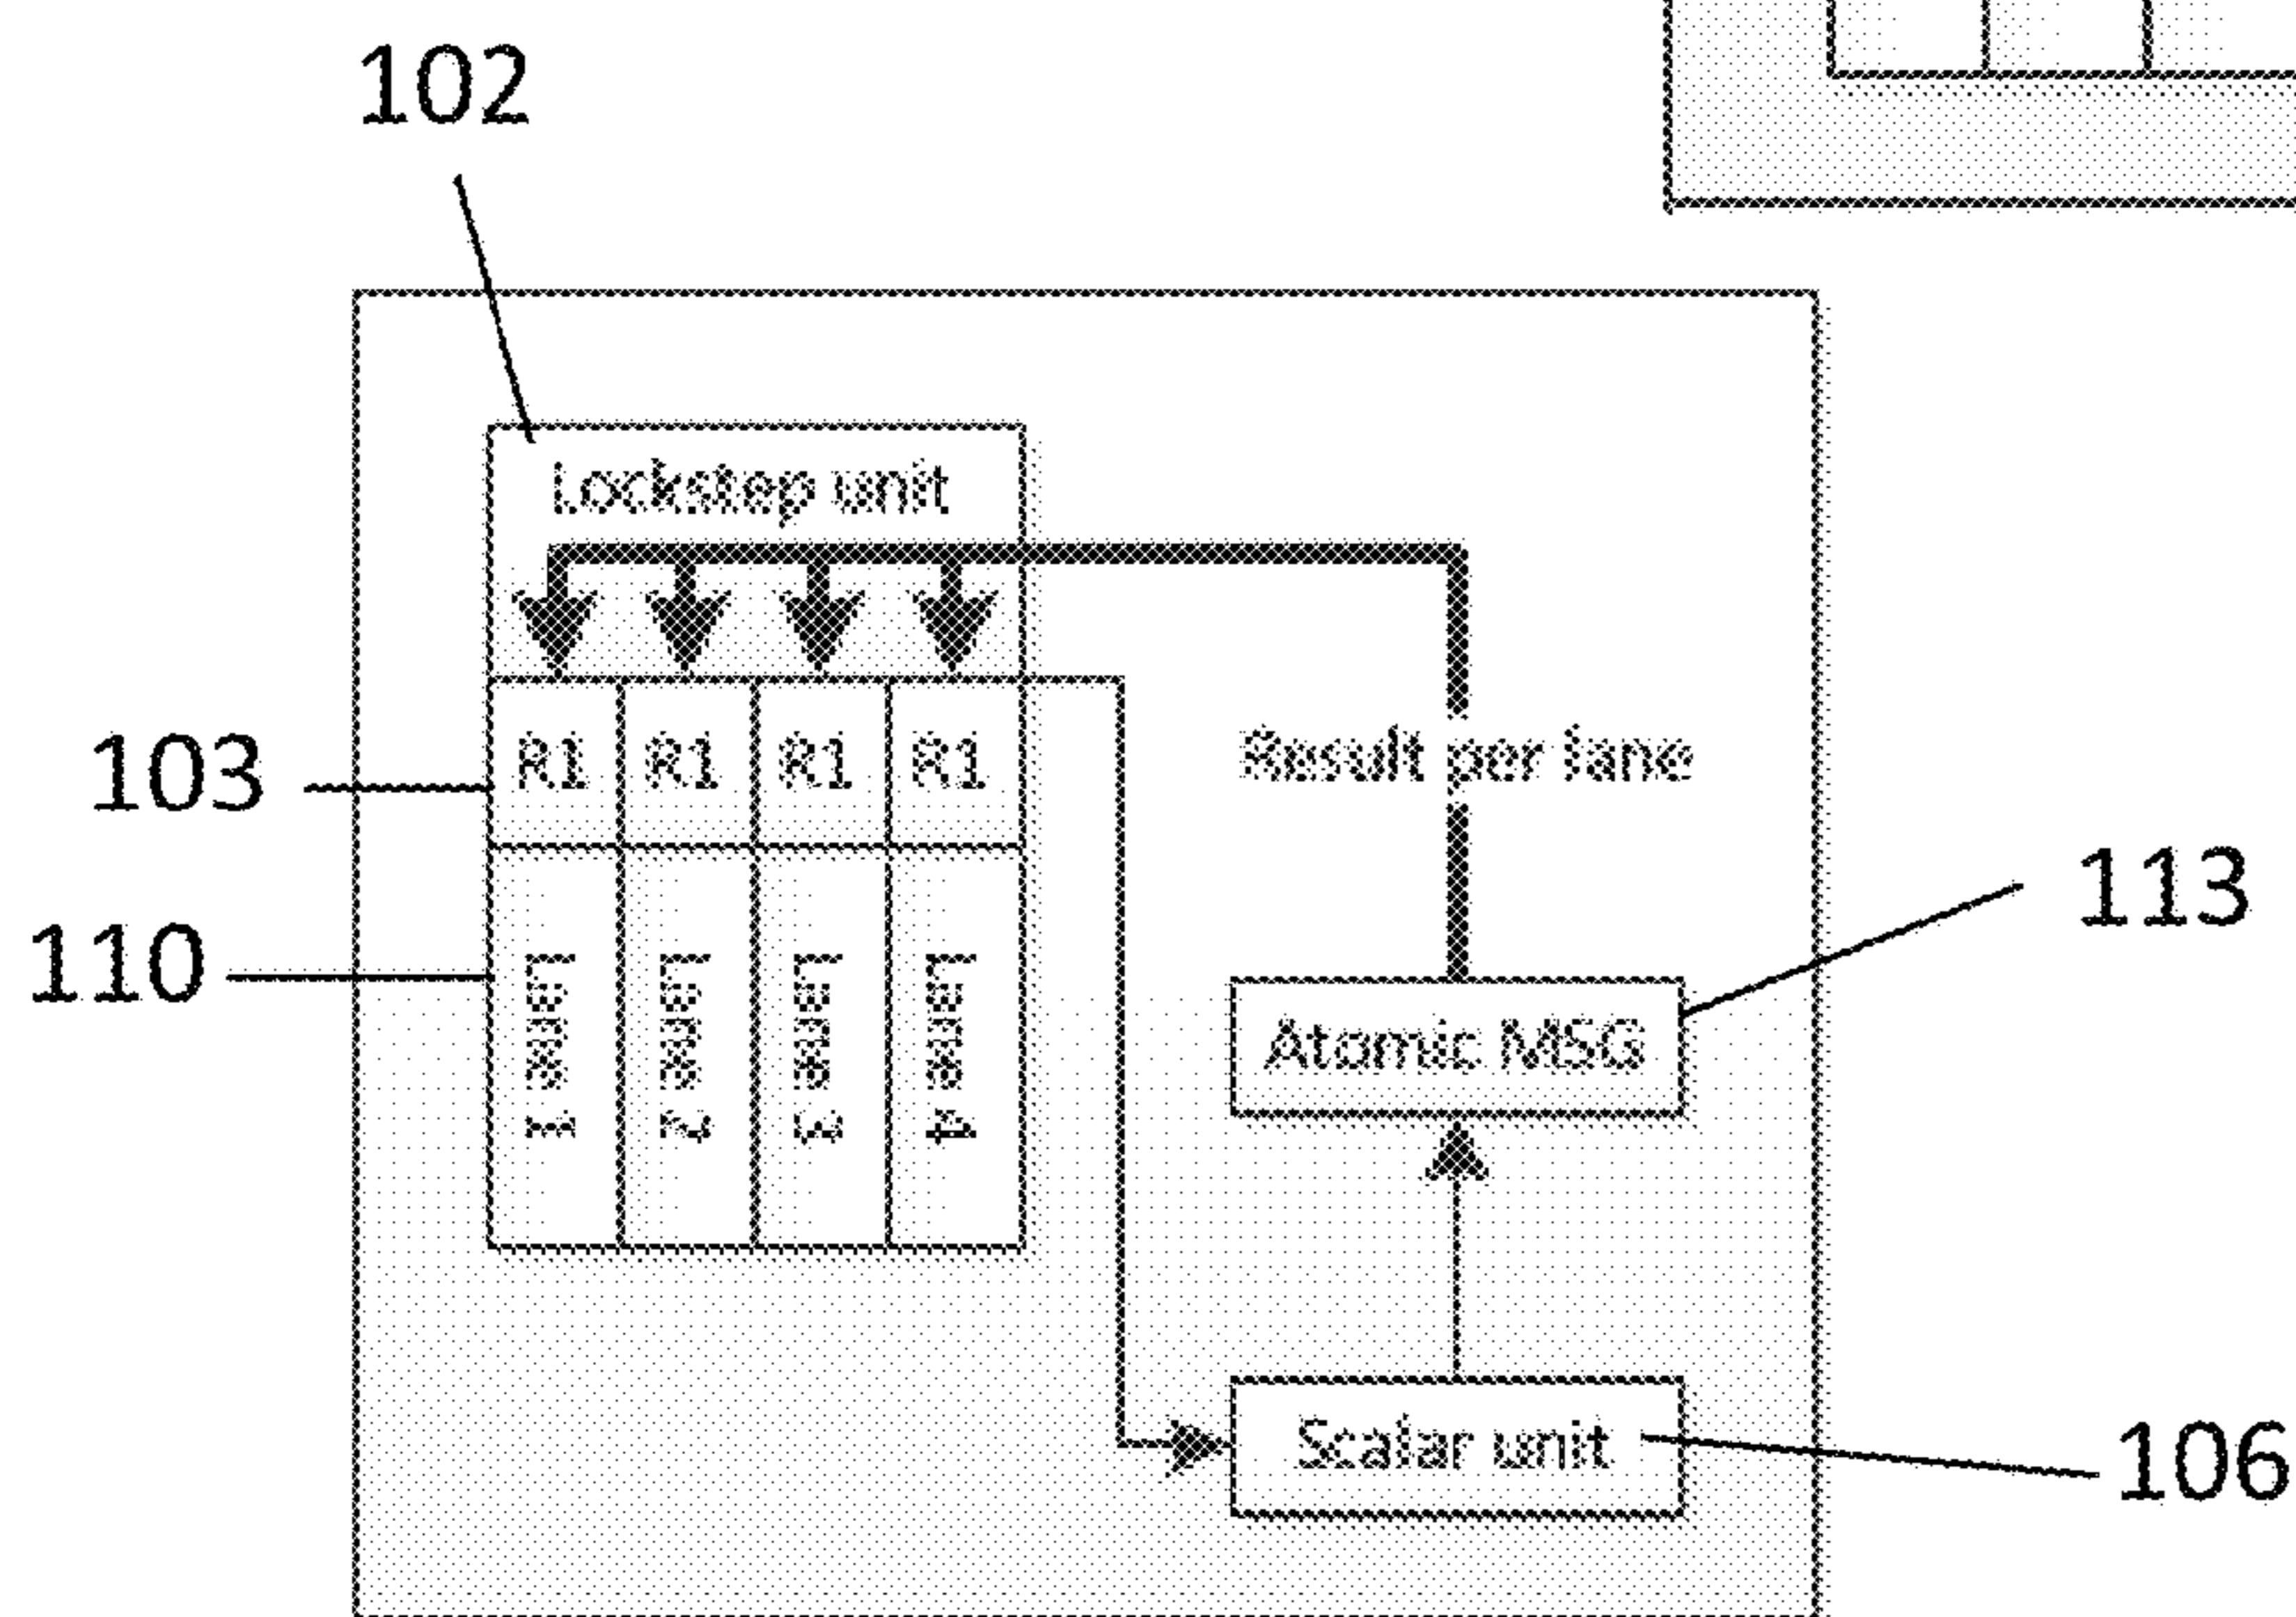 102
Lockstep unit
103
R1 R1 R1 R1
Result per lane
110
Lane 1
Lane 2
Lane 3
Lane 4
113
Atomic MSG
Scalar unit
106